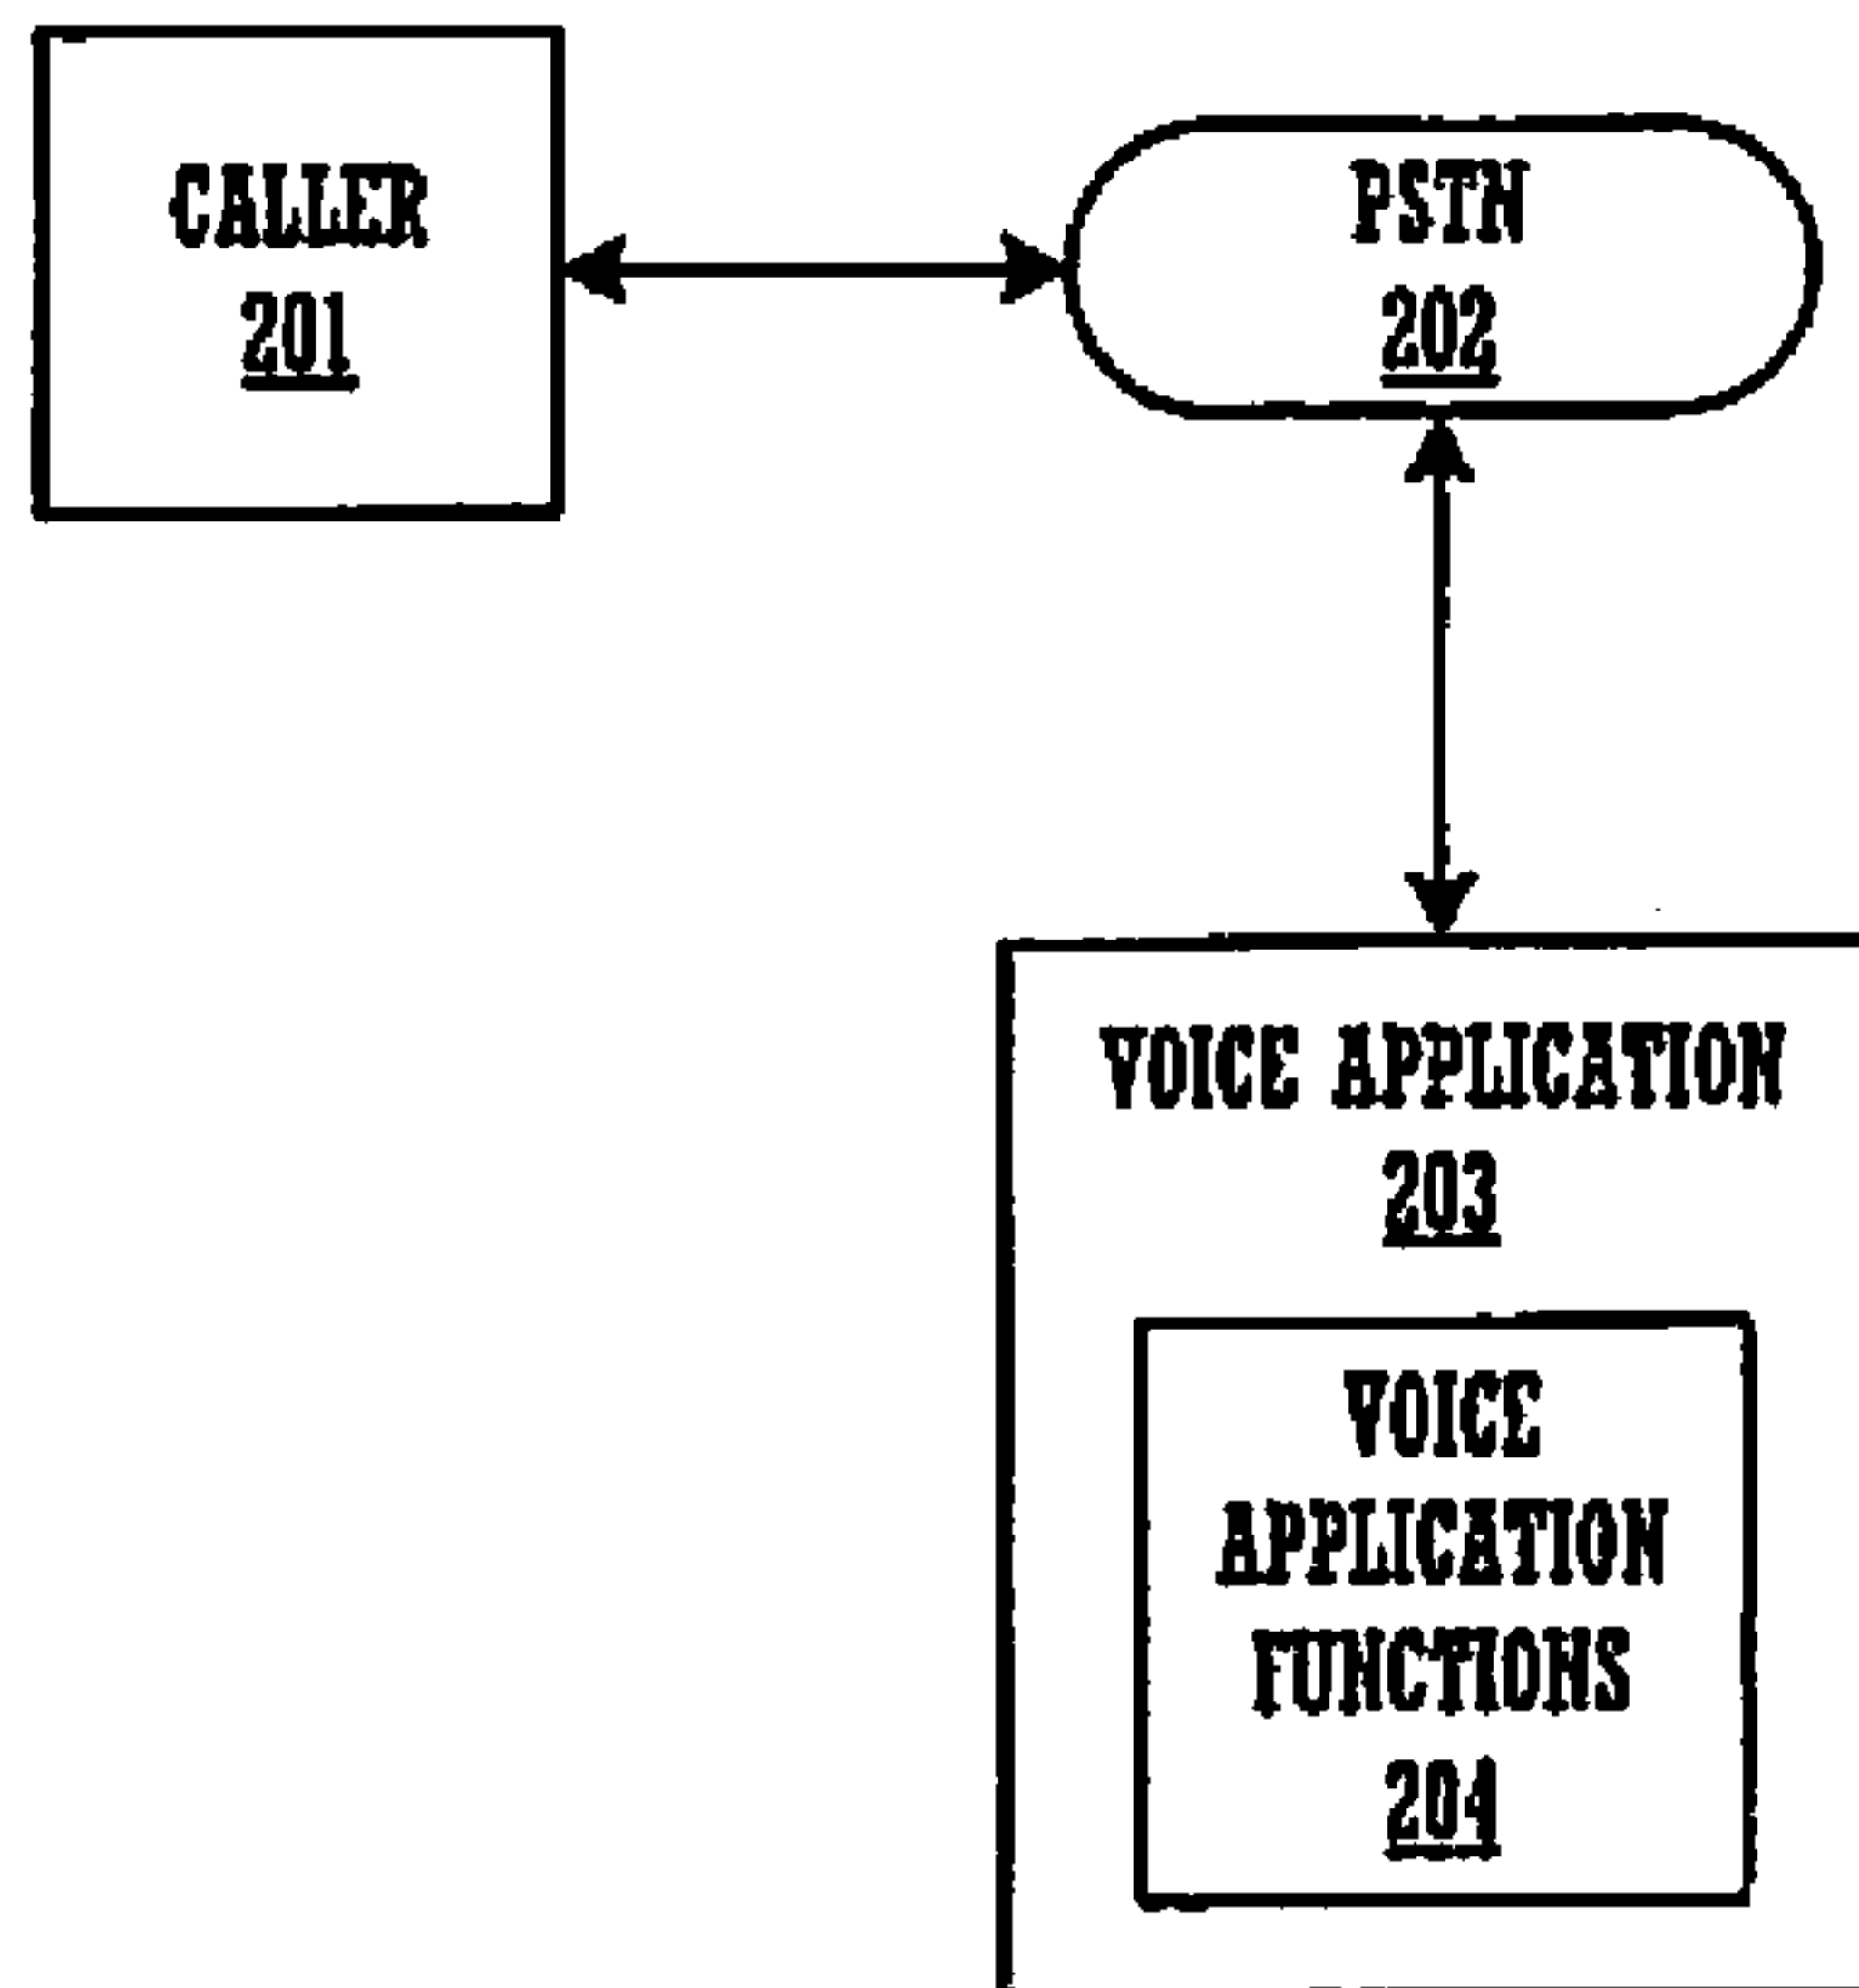 CALLER
201
PSTN
202
VOICE APPLICATION
203
VOICE
APPLICATION
FUNCTIONS
204